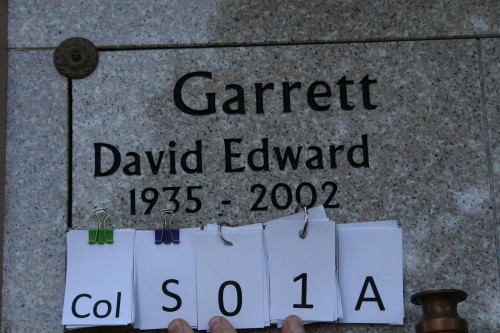 Garrett
David Edward
1935 - 2002
Col S 0 1 A